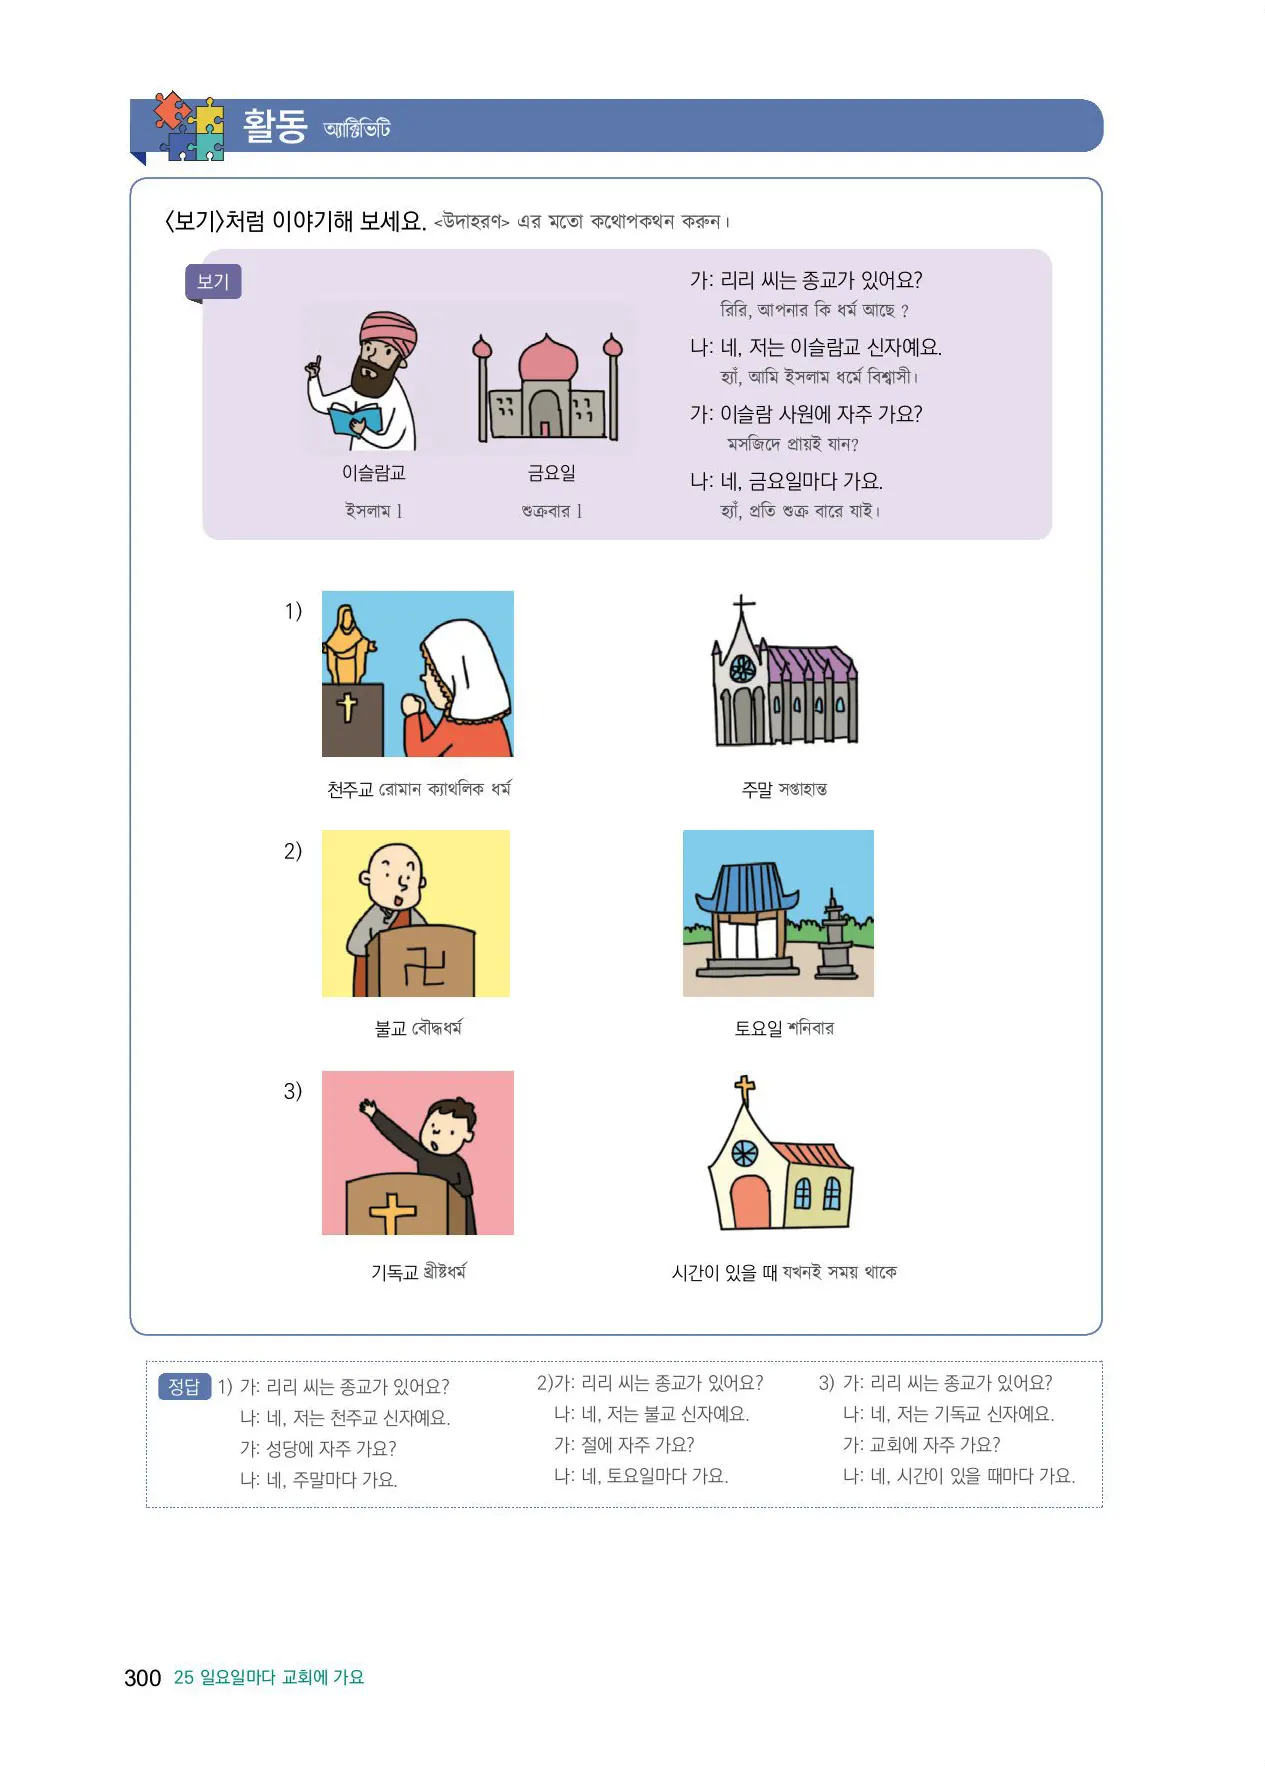 활동 অ্যাক্টিভিটি
<보기>처럼 이야기해 보세요. <উদাহরণ> এর মতো কথোপকথন করুন।
보기
가: 리리 씨는 종교가 있어요?
রিরি, আপনার কি ধর্ম আছে ?
나: 네, 저는 이슬람교 신자예요.
হ্যাঁ, আমি ইসলাম ধর্মে বিশ্বাসী।
가: 이슬람 사원에 자주 가요?
মসজিদে প্রায়ই যান?
나: 네, 금요일마다 가요.
হ্যাঁ, প্রতি শুক্র বারে যাই।
이슬람교
ইসলাম l
금요일
শুক্রবার l
1)
천주교 রোমান ক্যাথলিক ধর্ম
주말 সপ্তাহান্ত
2)
불교 বৌদ্ধধর্ম
토요일 শনিবার
3)
기독교 খ্রীষ্টধর্ম
시간이 있을 때 যখনই সময় থাকে
정답
1) 가: 리리 씨는 종교가 있어요?
나: 네, 저는 천주교 신자예요.
가: 성당에 자주 가요?
나: 네, 주말마다 가요.
2)가: 리리 씨는 종교가 있어요?
나: 네, 저는 불교 신자예요.
가: 절에 자주 가요?
나: 네, 토요일마다 가요.
3) 가: 리리 씨는 종교가 있어요?
나: 네, 저는 기독교 신자예요.
가: 교회에 자주 가요?
나: 네, 시간이 있을 때마다 가요.
300 25 일요일마다 교회에 가요